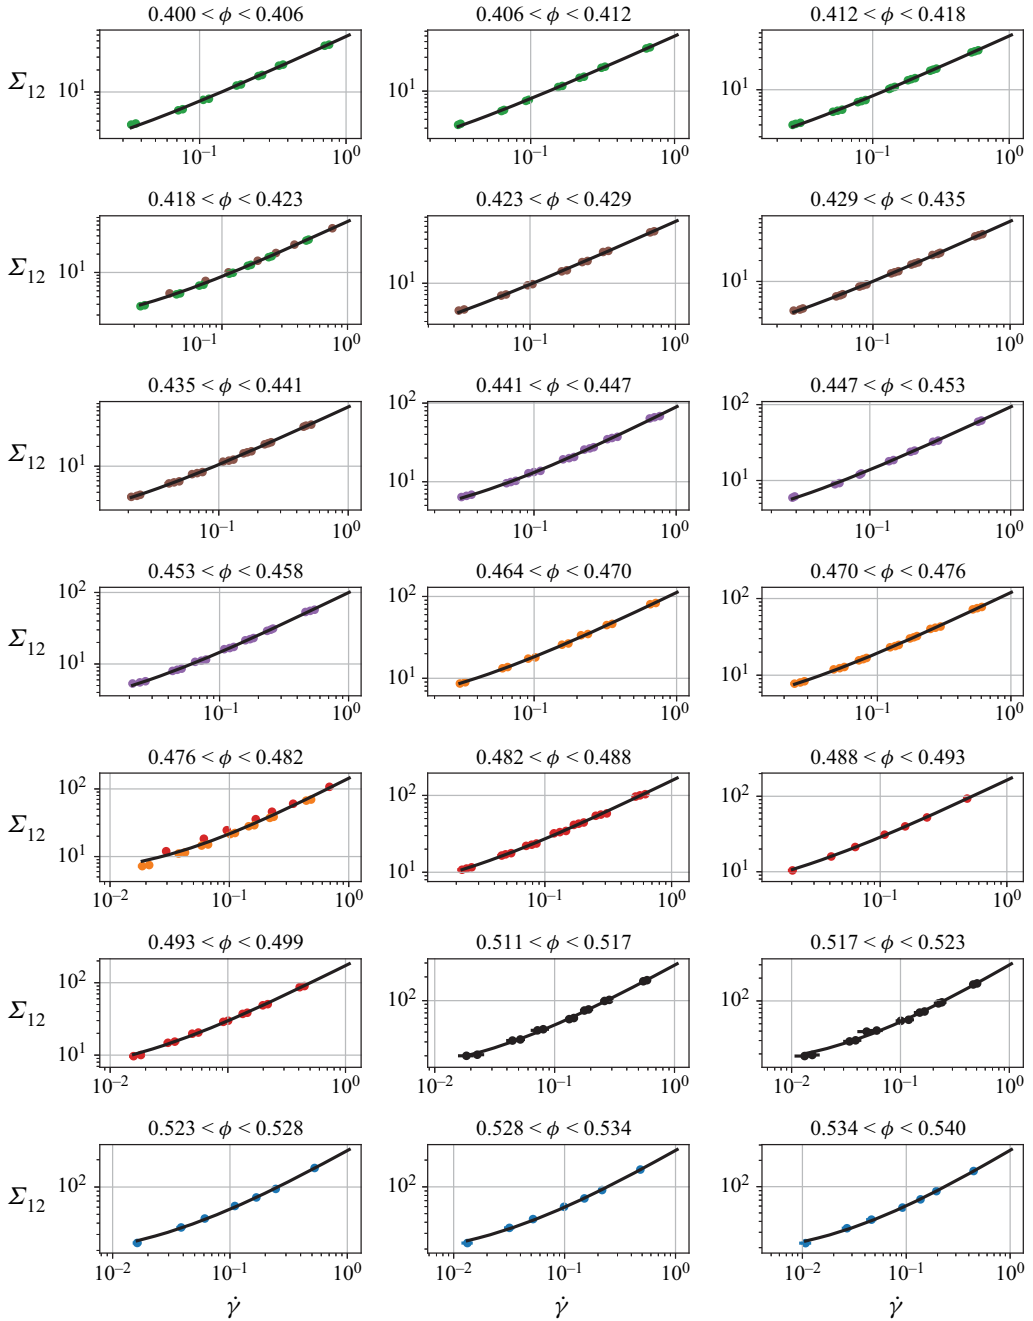 0.400 < ϕ < 0.406 0.406 < ϕ < 0.412 0.412 < ϕ < 0.418
Σ₁₂ 10¹ 10¹ 10¹
10⁻¹ 10⁰ 10⁻¹ 10⁰ 10⁻¹ 10⁰
0.418 < ϕ < 0.423 0.423 < ϕ < 0.429 0.429 < ϕ < 0.435
Σ₁₂ 10¹ 10¹ 10¹
10⁻¹ 10⁰ 10⁻¹ 10⁰ 10⁻¹ 10⁰
0.435 < ϕ < 0.441 0.441 < ϕ < 0.447 0.447 < ϕ < 0.453
10² 10²
Σ₁₂ 10¹ 10¹ 10¹
10⁻¹ 10⁰ 10⁻¹ 10⁰ 10⁻¹ 10⁰
0.453 < ϕ < 0.458 0.464 < ϕ < 0.470 0.470 < ϕ < 0.476
10² 10² 10²
Σ₁₂
10¹ 10¹ 10¹
10⁻¹ 10⁰ 10⁻¹ 10⁰ 10⁻¹ 10⁰
0.476 < ϕ < 0.482 0.482 < ϕ < 0.488 0.488 < ϕ < 0.493
10² 10² 10²
Σ₁₂
10¹ 10¹ 10¹
10⁻² 10⁻¹ 10⁰ 10⁻¹ 10⁰ 10⁻¹ 10⁰
0.493 < ϕ < 0.499 0.511 < ϕ < 0.517 0.517 < ϕ < 0.523
10² 10² 10²
Σ₁₂
10¹
10⁻² 10⁻¹ 10⁰ 10⁻² 10⁻¹ 10⁰ 10⁻² 10⁻¹ 10⁰
0.523 < ϕ < 0.528 0.528 < ϕ < 0.534 0.534 < ϕ < 0.540
Σ₁₂ 10² 10² 10²
10⁻² 10⁻¹ 10⁰ 10⁻² 10⁻¹ 10⁰ 10⁻² 10⁻¹ 10⁰
γ̇ γ̇ γ̇